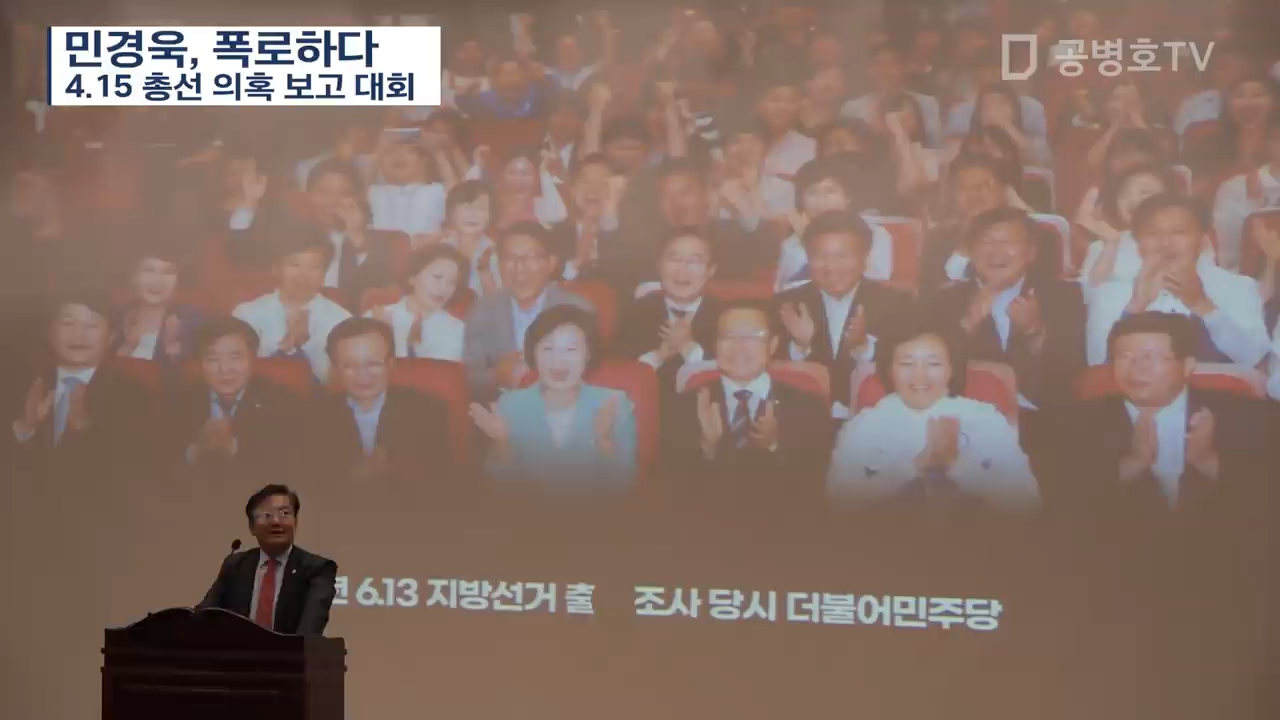 민경욱, 폭로하다
4.15 총선 의혹 보고 대회
공병호TV
년 6.13 지방선거 출 조사 당시 더불어민주당